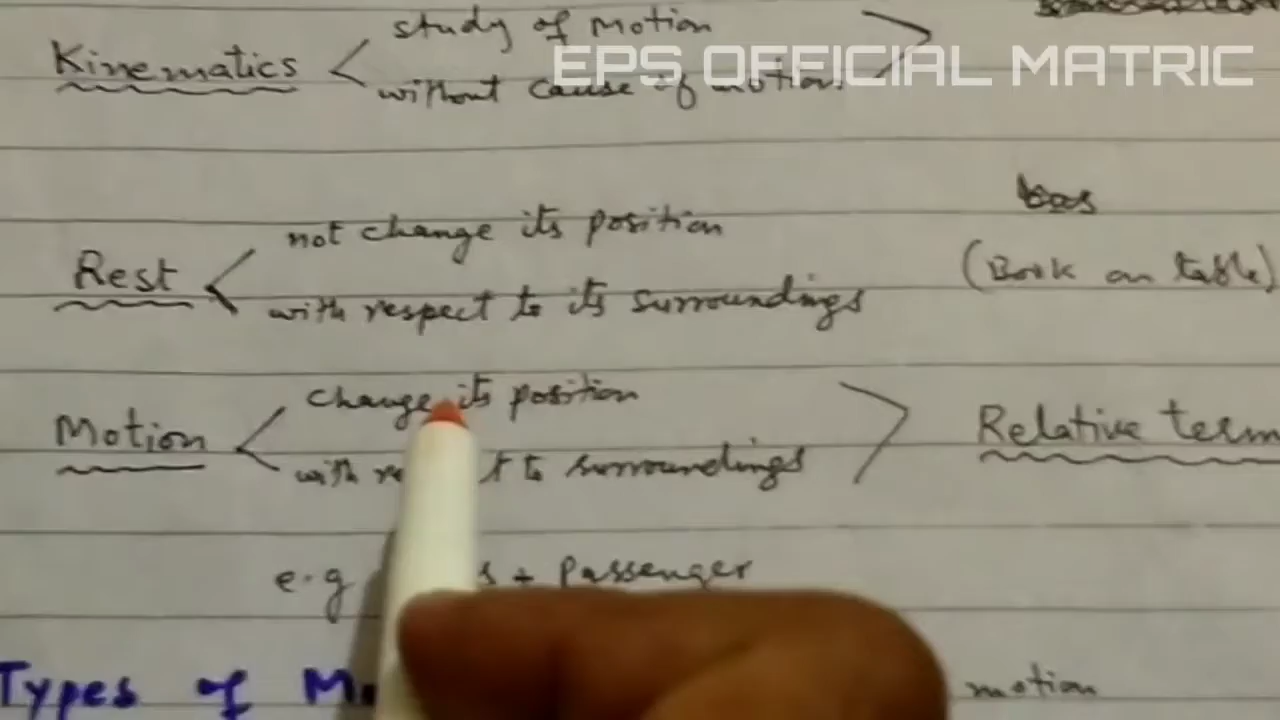 study of Motion
Kinematics
without cause of motion.
EPS OFFICIAL MATRIC
not change its position
Rest
(Book on table)
with respect to its surroundings
change its position
Motion
Relative term
with t to surroundings
e.g s + Passenger
Types of M
motion